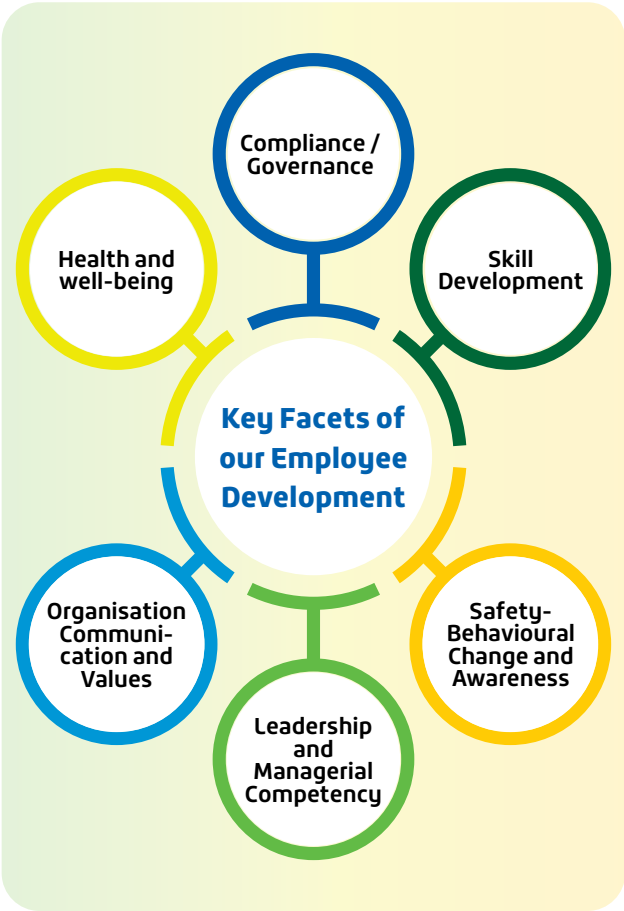 Compliance /
Governance
Health and
well-being
Skill
Development
Key Facets of
our Employee
Development
Organisation
Communi-
cation and
Values
Safety-
Behavioural
Change and
Awareness
Leadership
and
Managerial
Competency